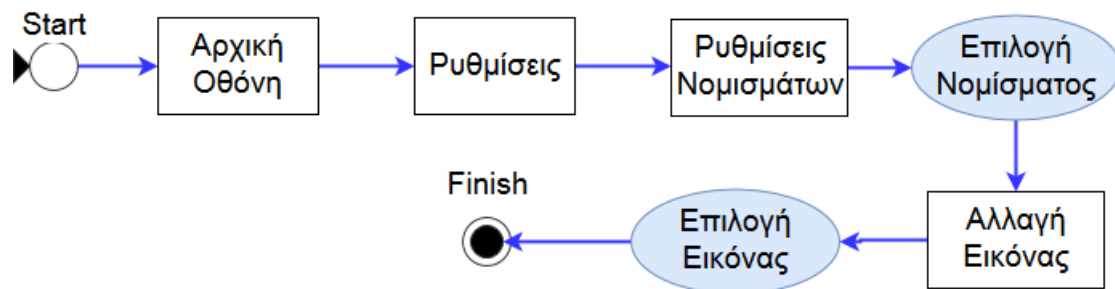 Start
Αρχική
Οθόνη
Ρυθμίσεις
Ρυθμίσεις
Νομισμάτων
Επιλογή
Νομίσματος
Αλλαγή
Εικόνας
Επιλογή
Εικόνας
Finish